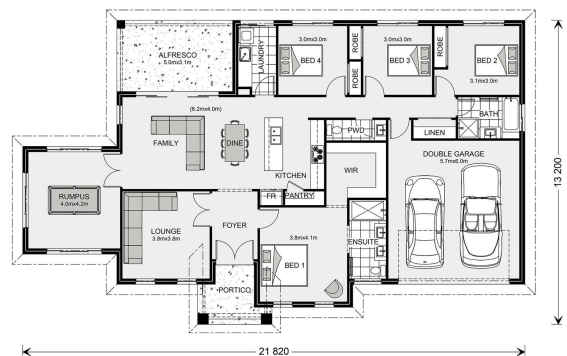 ALFRESCO
5.0mx3.1m
LAUNDRY
3.0mx3.0m
BED 4
ROBE
ROBE
3.0mx3.0m
BED 3
ROBE
BED 2
3.1mx3.0m
(6.2mx4.0m)
FAMILY
DINE
KITCHEN
PWD
LINEN
BATH
DOUBLE GARAGE
5.7mx6.0m
RUMPUS
4.0mx4.2m
LOUNGE
3.8mx3.8m
FOYER
FR
PANTRY
WIR
3.8mx4.1m
BED 1
ENSUITE
PORTICO
13 200
21 820